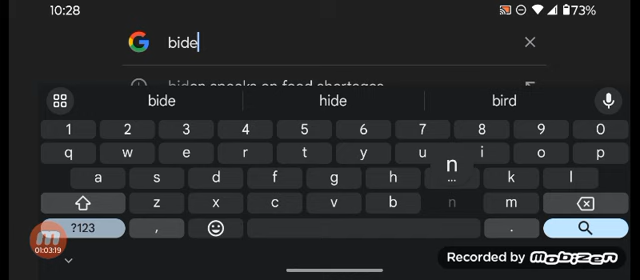 10:28 73%
bide
biden speaks on food shortages
bide hide bird
1 2 3 4 5 6 7 8 9 0
q w e r t y u i o p
n
...
a s d f g h k l
z x c v b n m
?123 , .
01:03:19
Recorded by mobizen